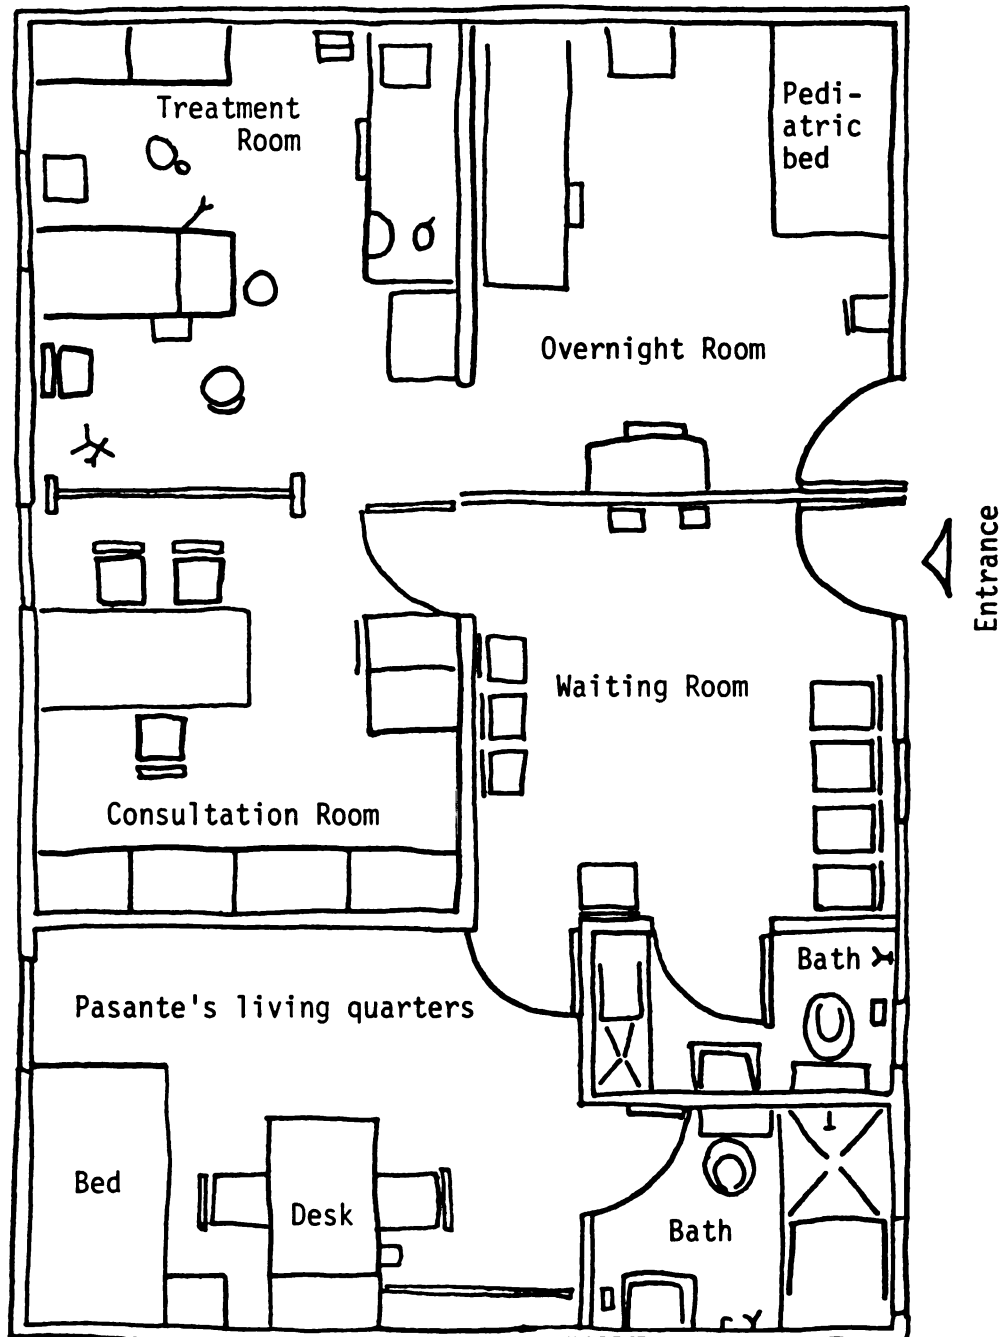 Treatment
Room
Pedi-
atric
bed
Overnight Room
Entrance
Waiting Room
Consultation Room
Bath
Pasante's living quarters
Bed
Desk
Bath